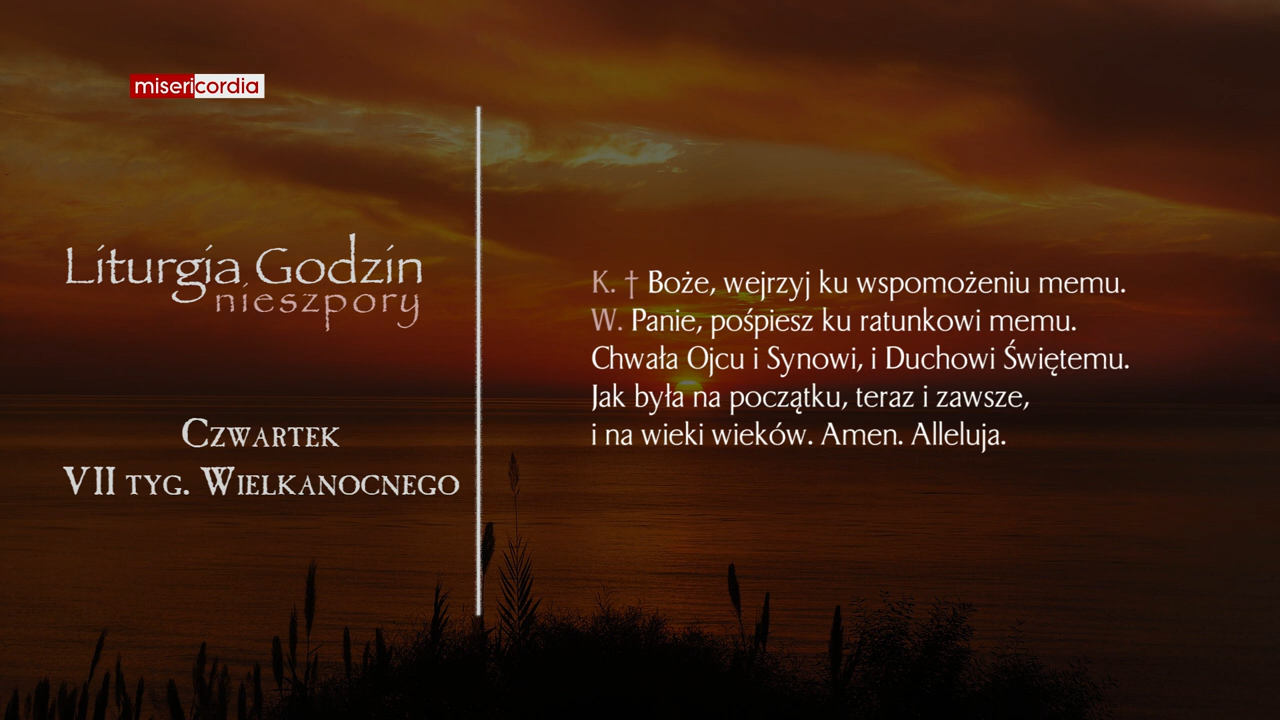 misericordia
Liturgia Godzin
nieszpory
Czwartek
VII tyg. Wielkanocnego
K. † Boże, wejrzyj ku wspomożeniu memu.
W. Panie, pośpiesz ku ratunkowi memu.
Chwała Ojcu i Synowi, i Duchowi Świętemu.
Jak była na początku, teraz i zawsze,
i na wieki wieków. Amen. Alleluja.